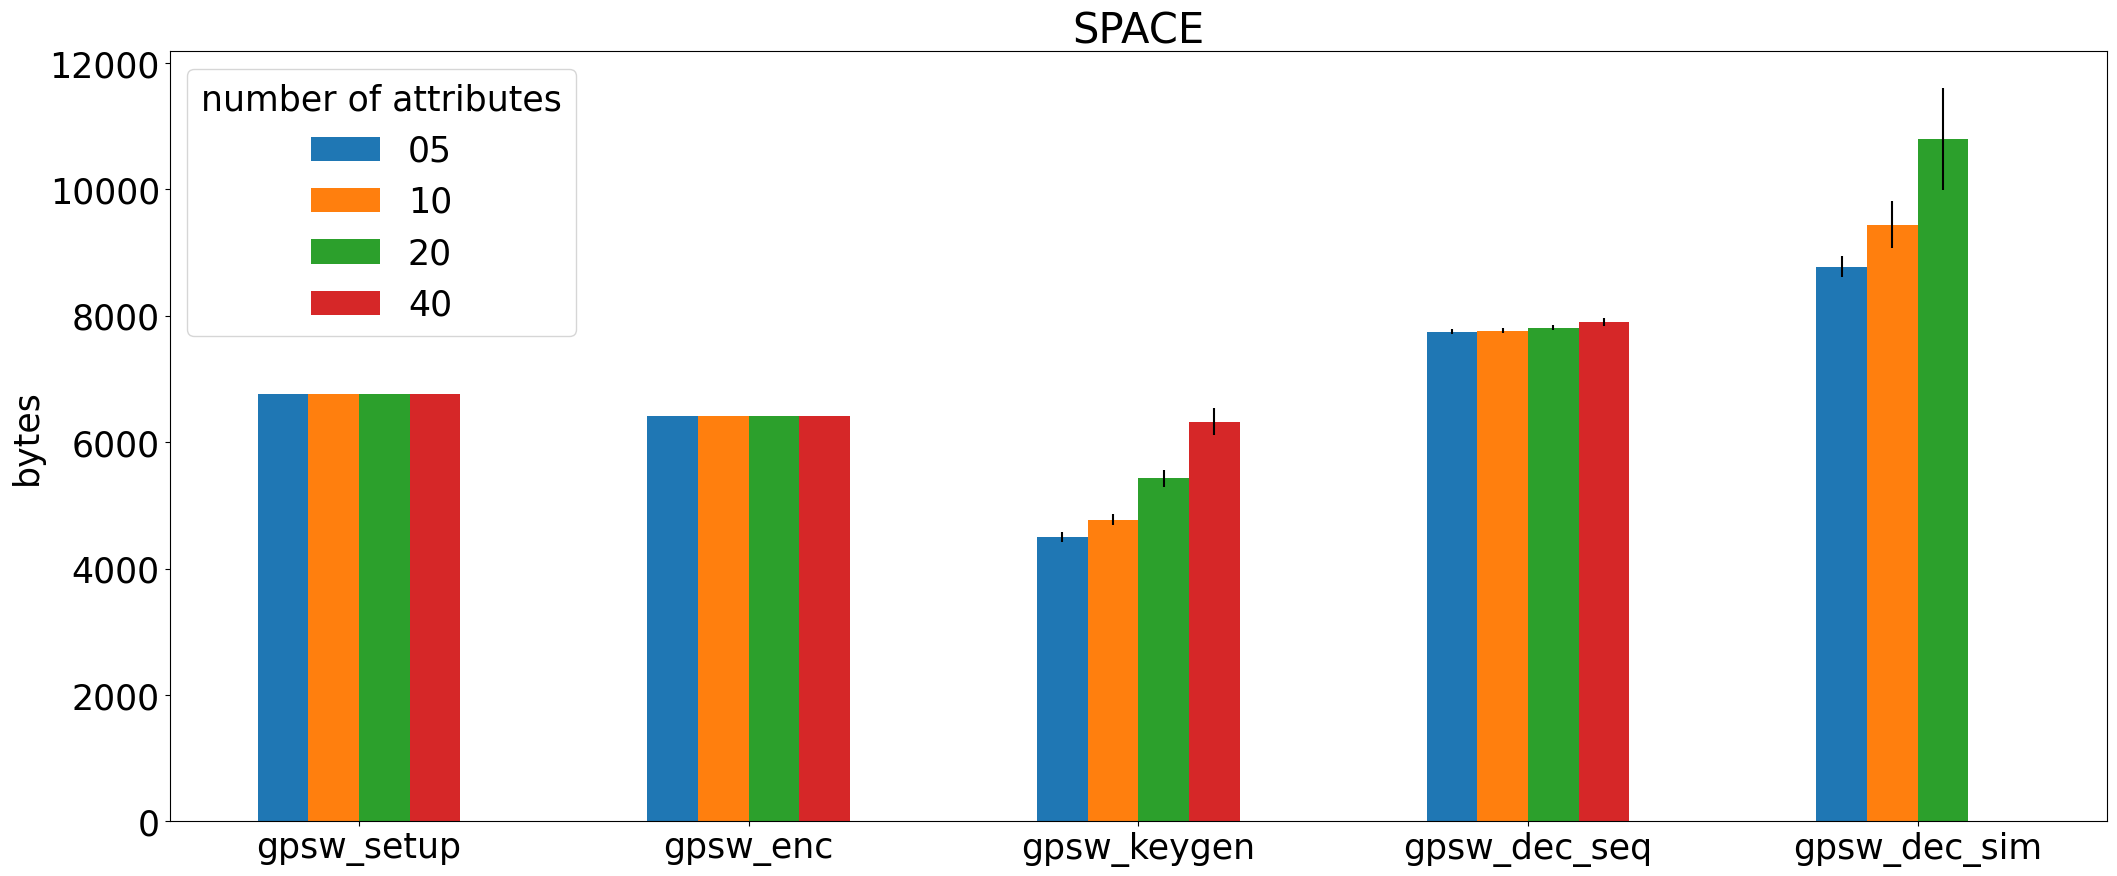 SPACE
12000
10000
8000
6000
4000
2000
0
bytes
number of attributes
05
10
20
40
gpsw_setup
gpsw_enc
gpsw_keygen
gpsw_dec_seq
gpsw_dec_sim